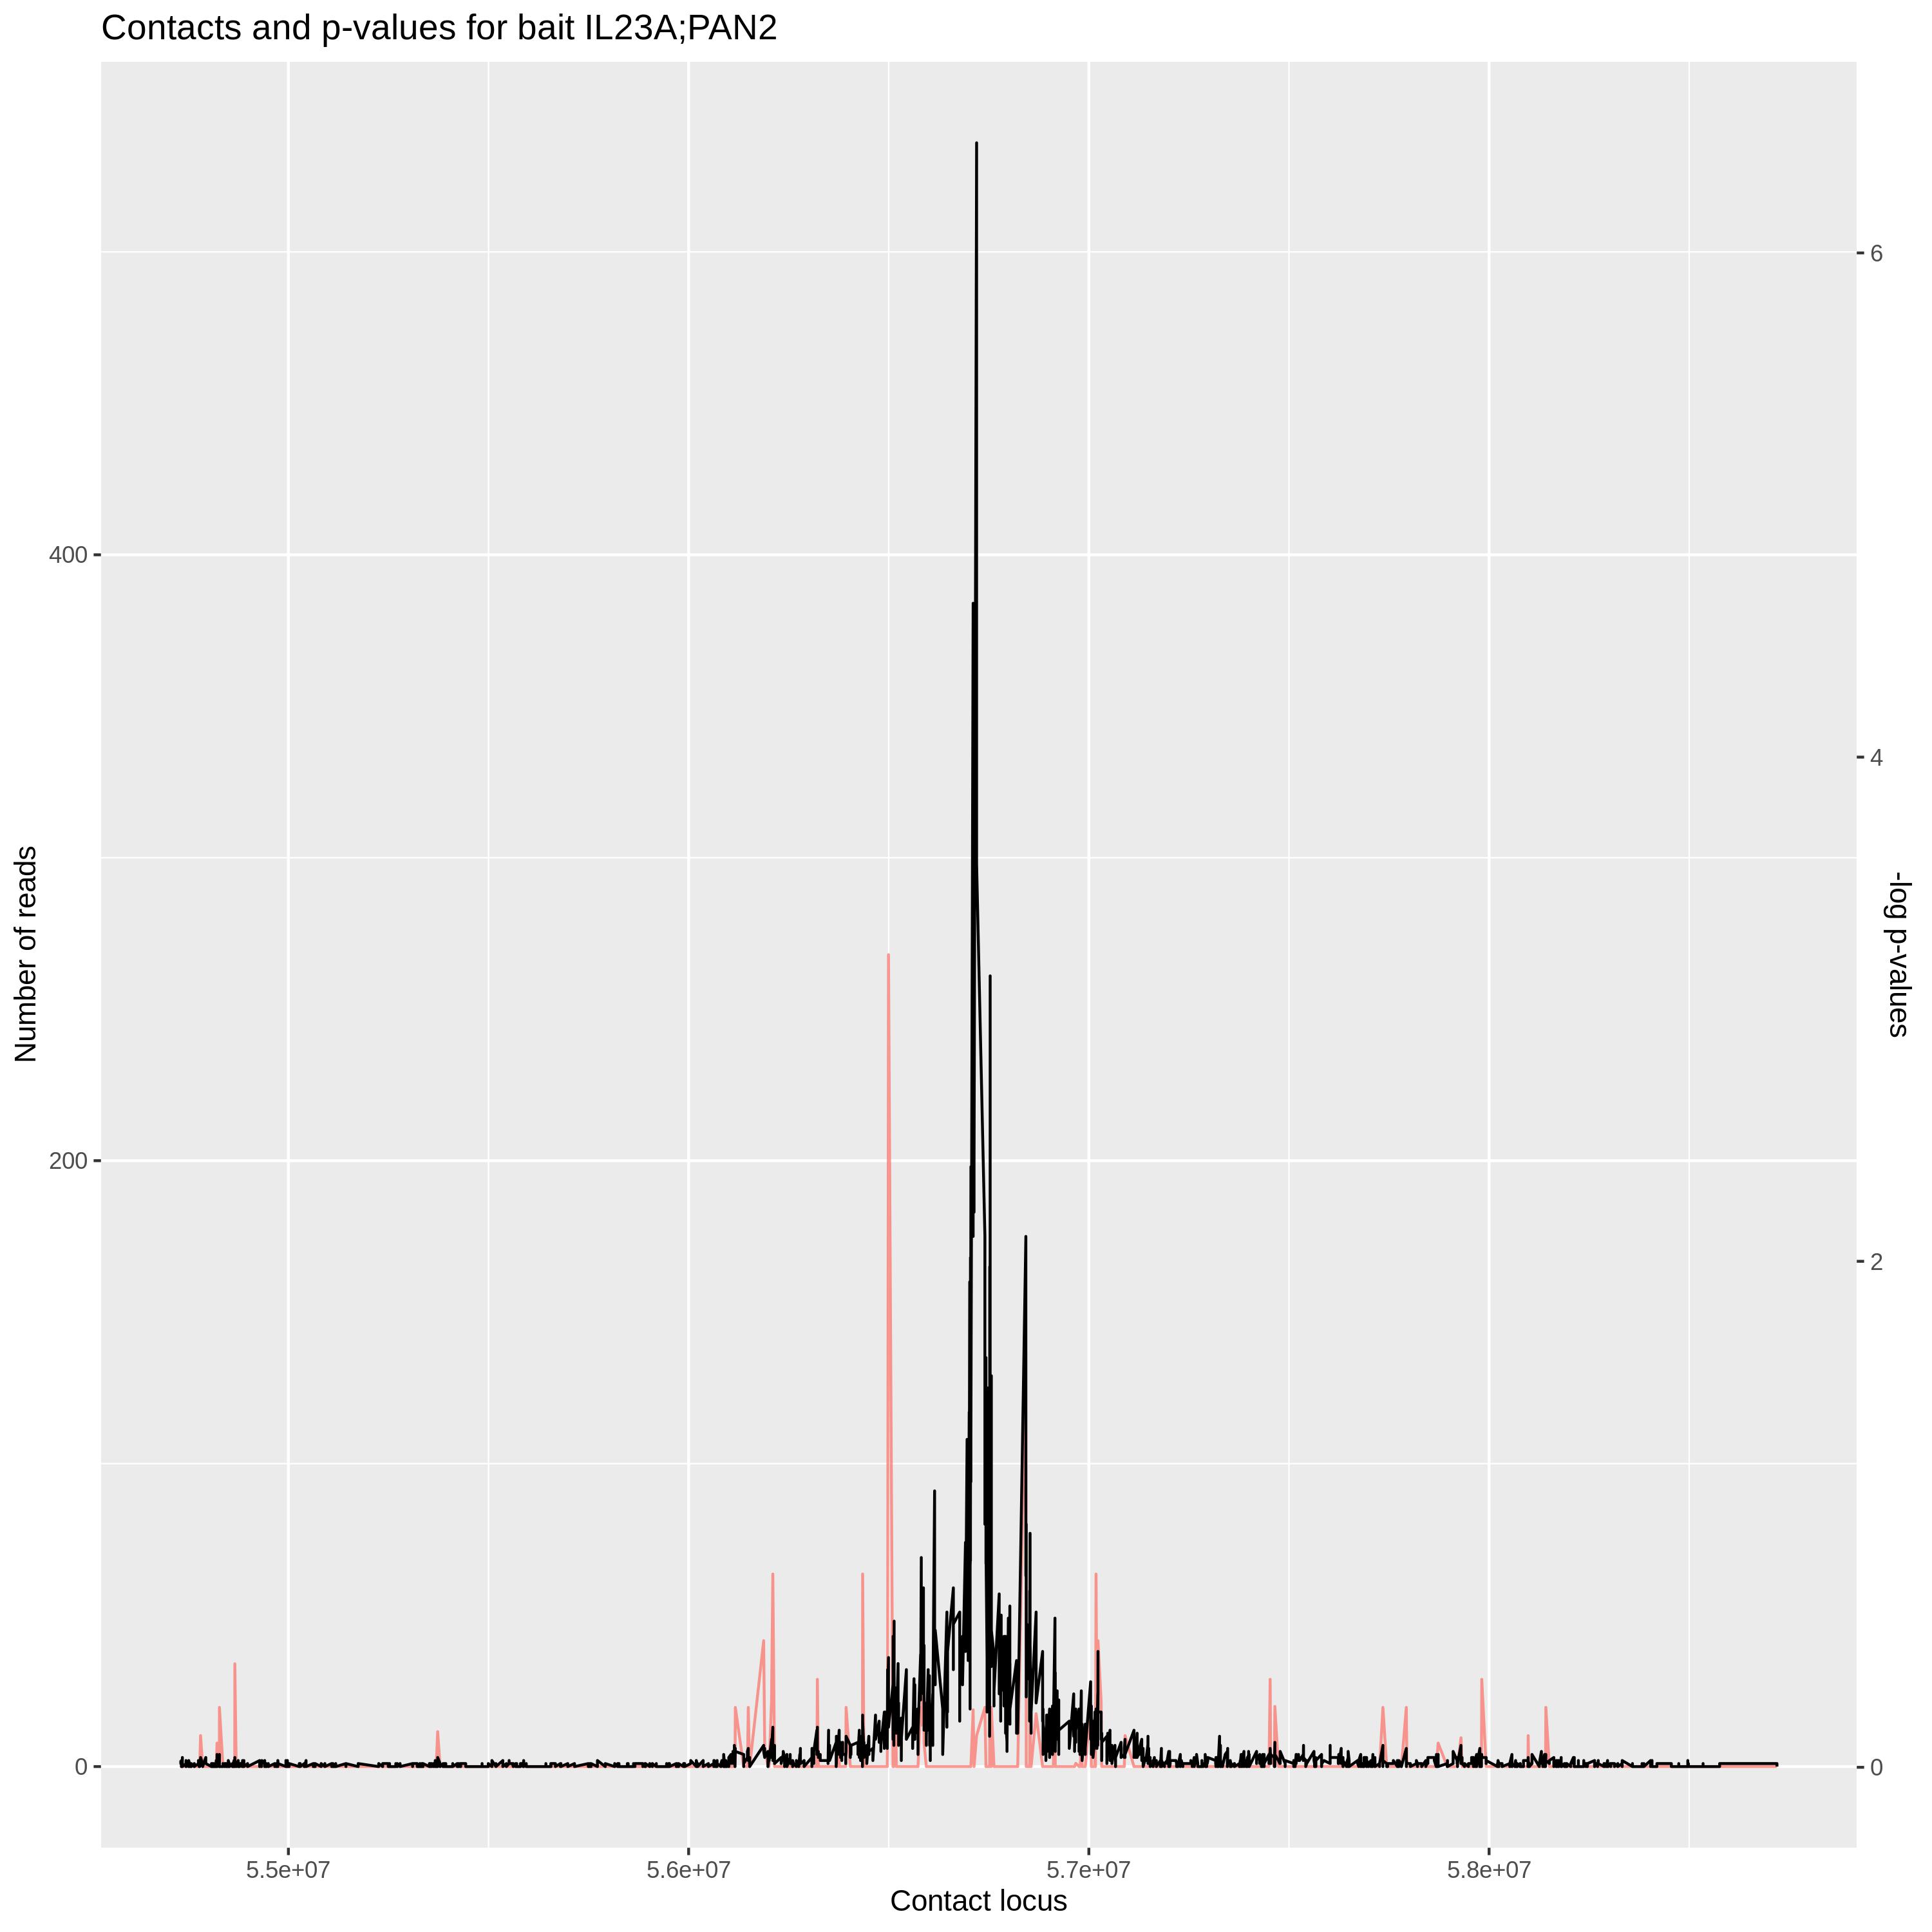 Contacts and p-values for bait IL23A;PAN2
Number of reads
400
200
0
6
4
2
0
-log p-values
5.5e+07
5.6e+07
5.7e+07
5.8e+07
Contact locus